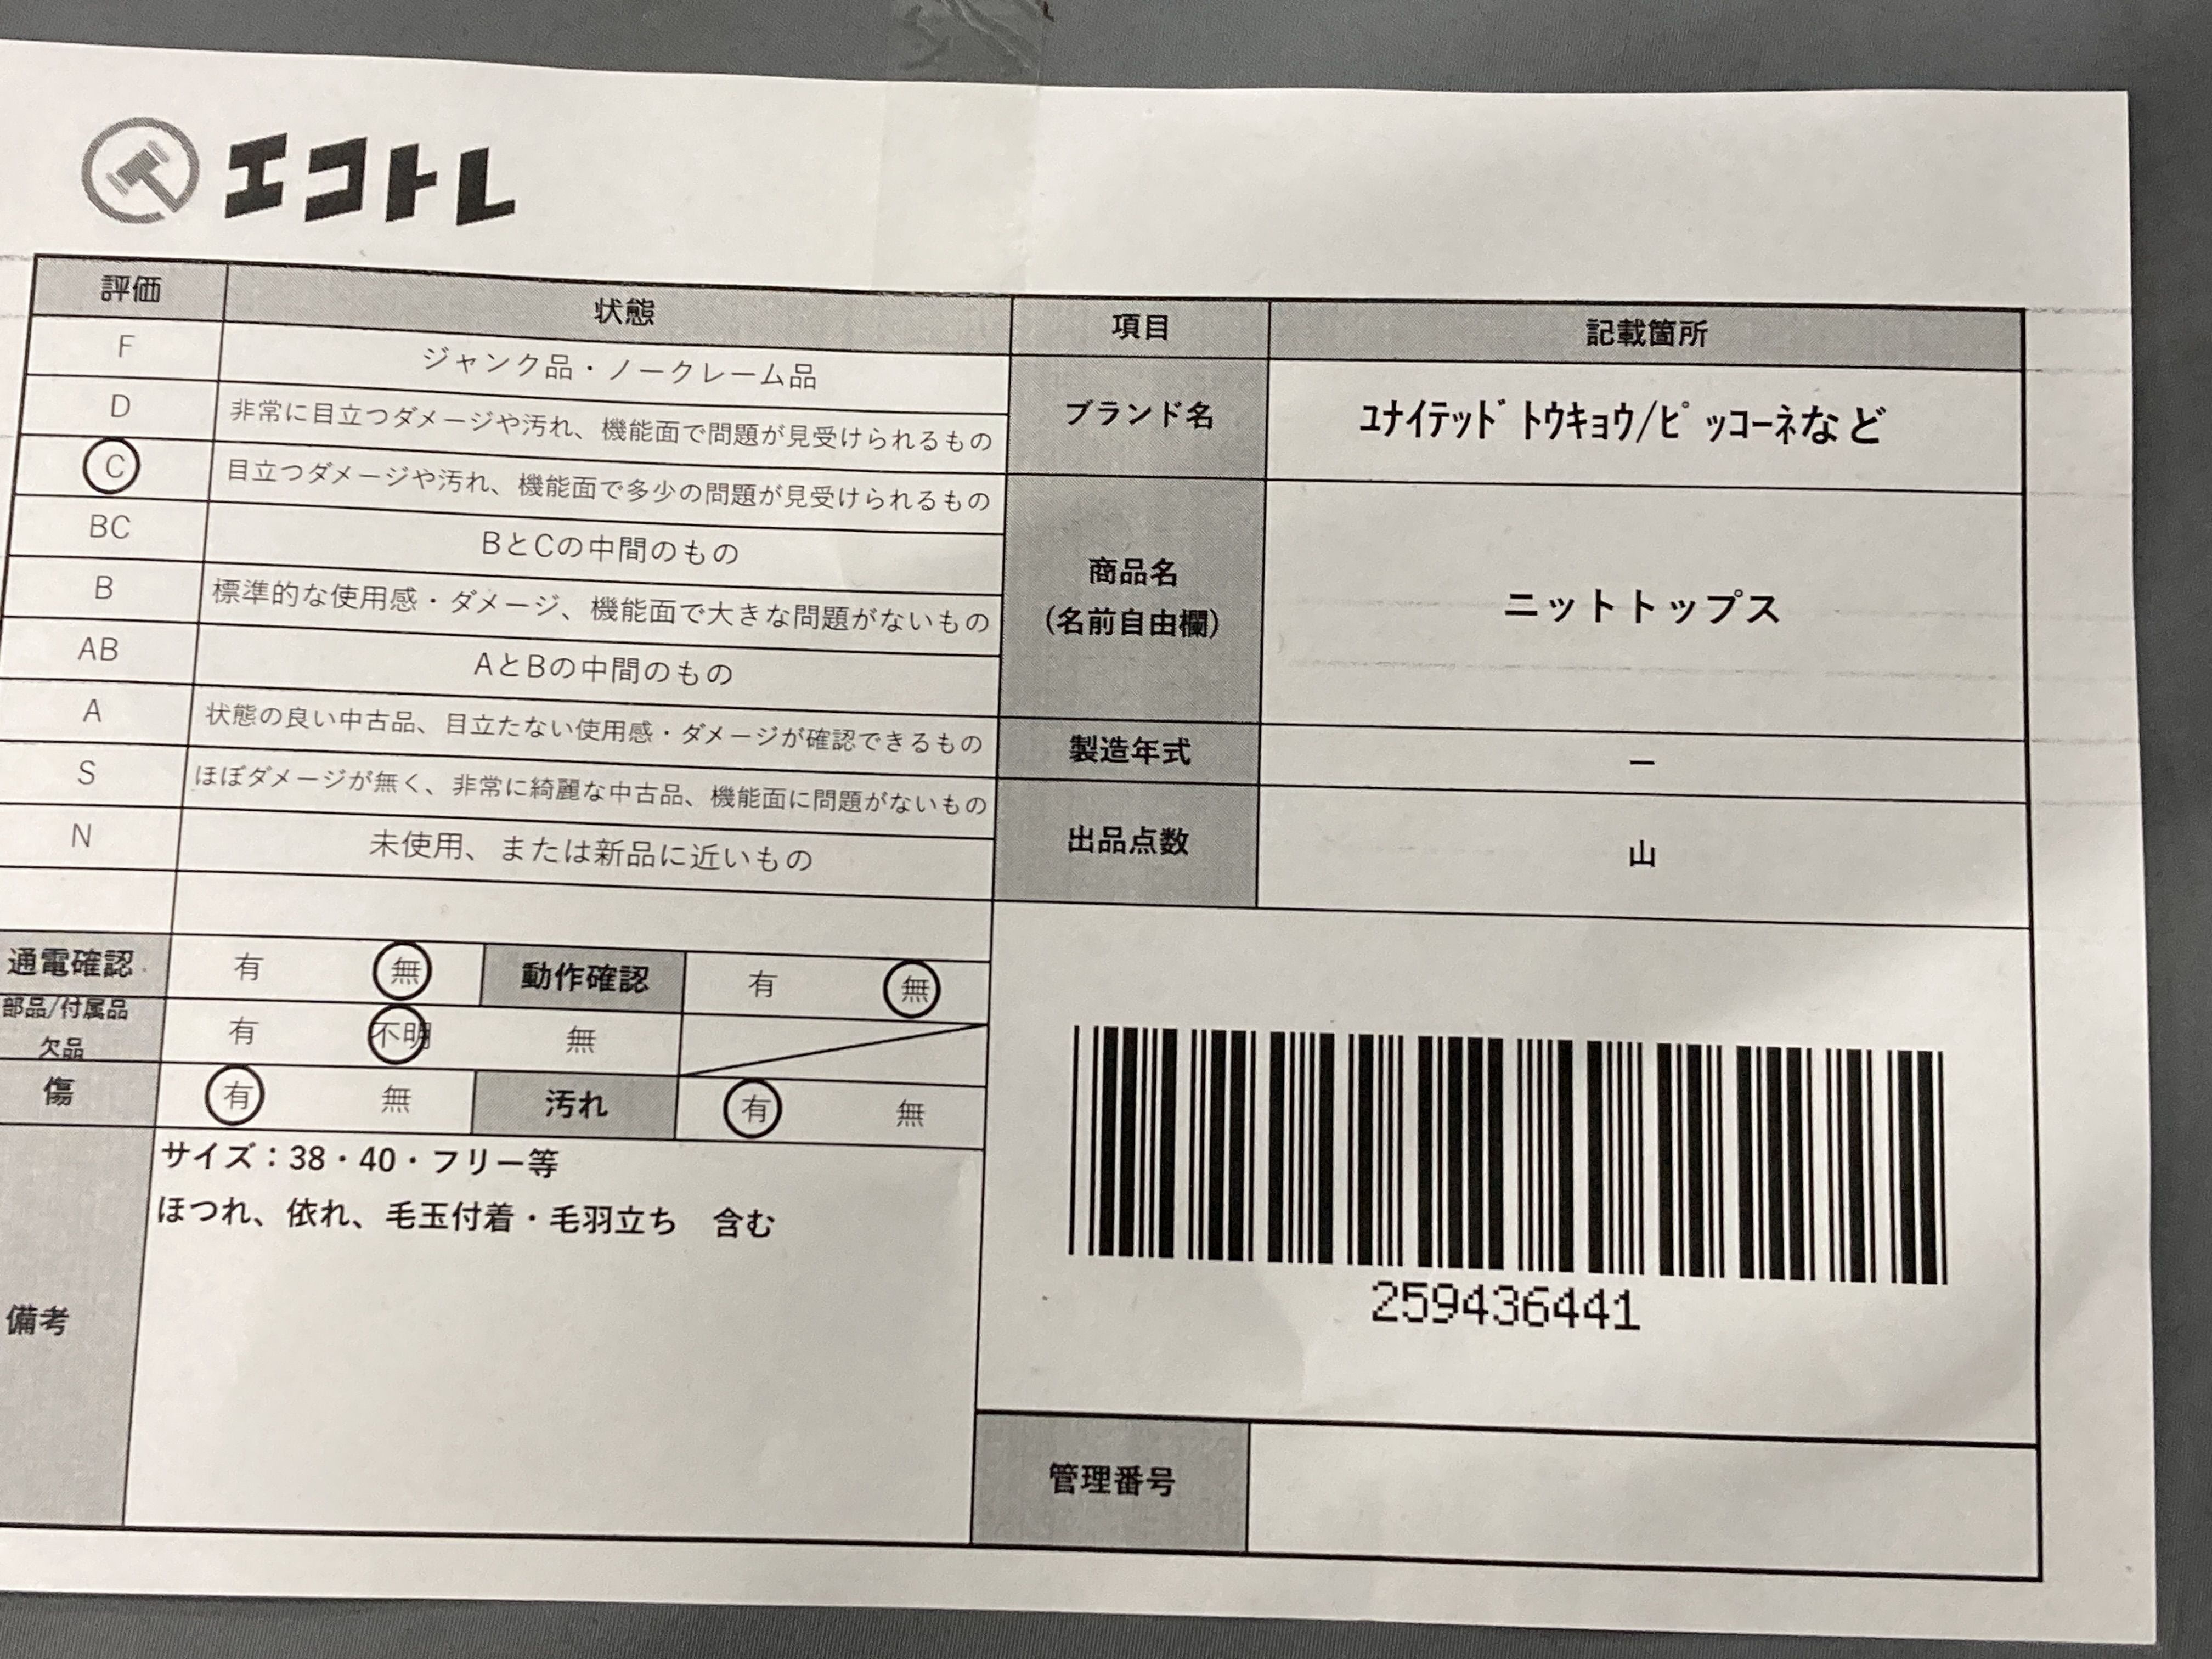 エコトレ
評価 状態
F ジャンク品・ノークレーム品
D 非常に目立つダメージや汚れ、機能面で問題が見受けられるもの
C 目立つダメージや汚れ、機能面で多少の問題が見受けられるもの
BC BとCの中間のもの
B 標準的な使用感・ダメージ、機能面で大きな問題がないもの
AB AとBの中間のもの
A 状態の良い中古品、目立たない使用感・ダメージが確認できるもの
S ほぼダメージが無く、非常に綺麗な中古品、機能面に問題がないもの
N 未使用、または新品に近いもの
通電確認 有 無 動作確認 有 無
部品/付属品
欠品 有 不明 無
傷 有 無 汚れ 有 無
備考
サイズ：38・40・フリー等
ほつれ、依れ、毛玉付着・毛羽立ち　含む
項目 記載箇所
ブランド名 ﾕﾅｲﾃｯﾄﾞﾄｳｷｮｳ/ﾋﾟｯｺｰﾈなど
商品名
（名前自由欄） ニットトップス
製造年式 ー
出品点数 山
259436441
管理番号